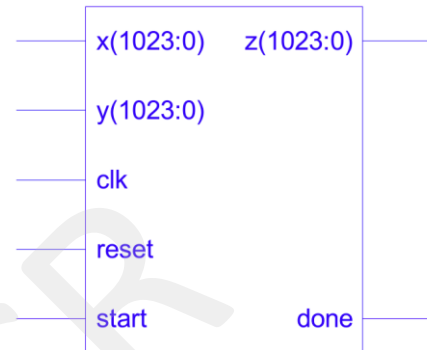 x(1023:0) z(1023:0)
y(1023:0)
clk
reset
start done